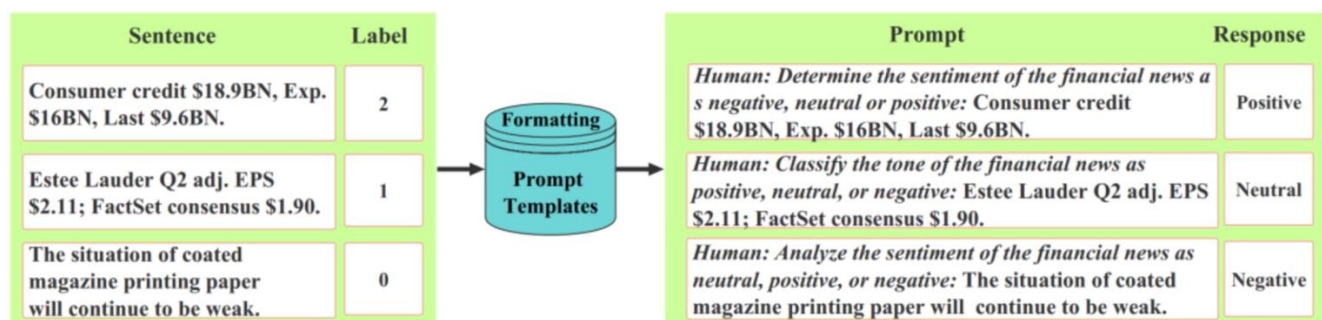 Sentence Label
Consumer credit $18.9BN, Exp.
$16BN, Last $9.6BN.
2
Estee Lauder Q2 adj. EPS
$2.11; FactSet consensus $1.90.
1
The situation of coated
magazine printing paper
will continue to be weak.
0
Formatting
Prompt
Templates
Prompt Response
Human: Determine the sentiment of the financial news a
s negative, neutral or positive: Consumer credit
$18.9BN, Exp. $16BN, Last $9.6BN.
Positive
Human: Classify the tone of the financial news as
positive, neutral, or negative: Estee Lauder Q2 adj. EPS
$2.11; FactSet consensus $1.90.
Neutral
Human: Analyze the sentiment of the financial news as
neutral, positive, or negative: The situation of coated
magazine printing paper will continue to be weak.
Negative